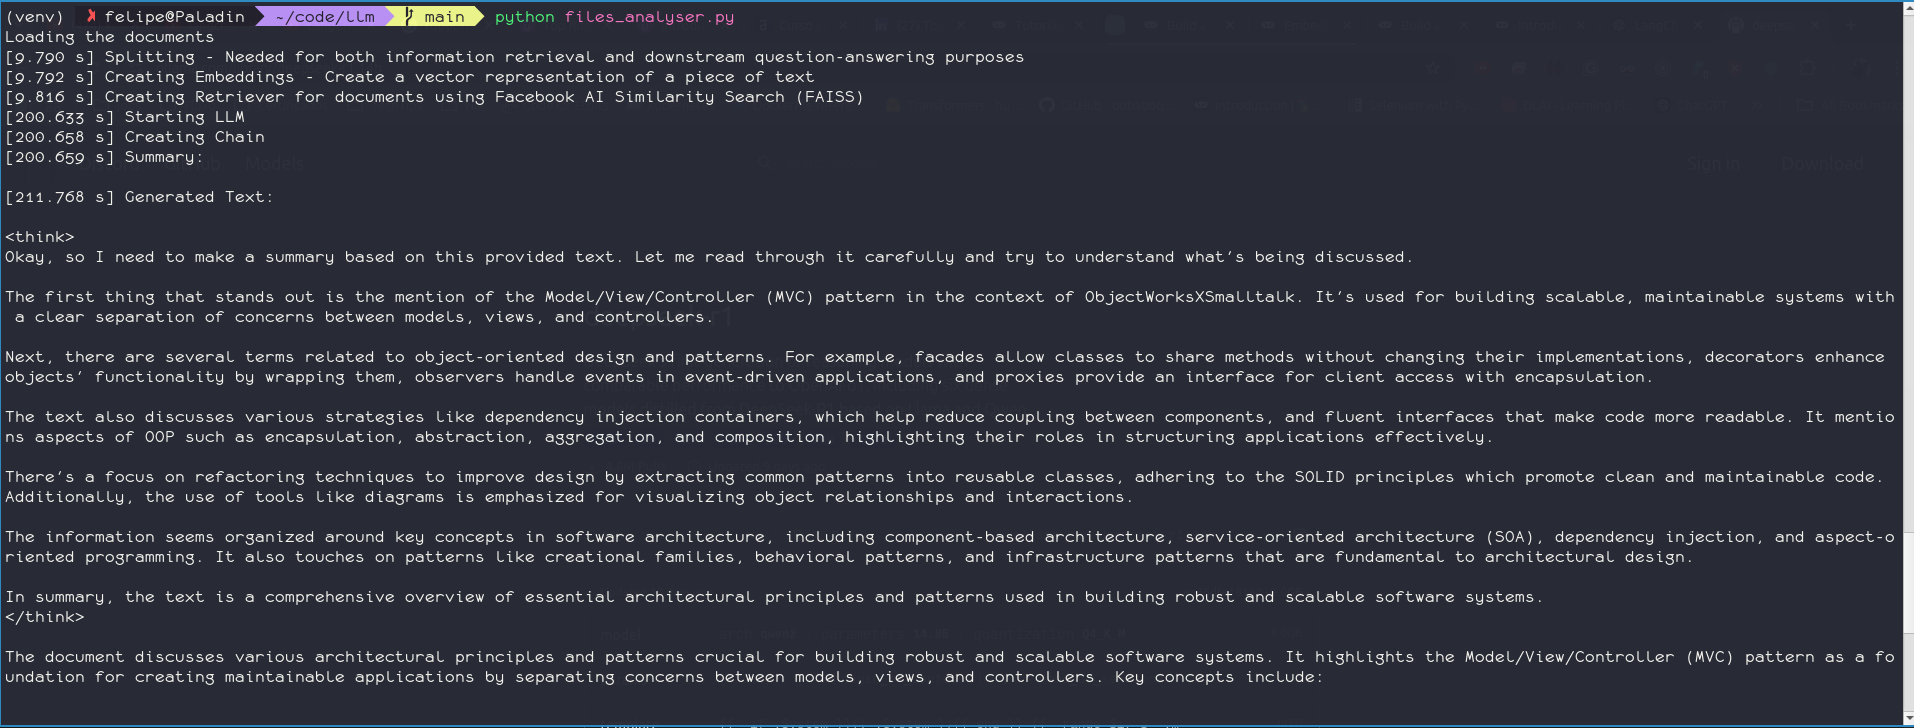 (venv) ✗ felipe@Paladin ~/code/llm main python files_analyser.py
Loading the documents
[9.790 s] Splitting - Needed for both information retrieval and downstream question-answering purposes
[9.792 s] Creating Embeddings - Create a vector representation of a piece of text
[9.816 s] Creating Retriever for documents using Facebook AI Similarity Search (FAISS)
[200.633 s] Starting LLM
[200.658 s] Creating Chain
[200.659 s] Summary:
Models
Sign in Download
[211.768 s] Generated Text:
<think>
Okay, so I need to make a summary based on this provided text. Let me read through it carefully and try to understand what's being discussed.
The first thing that stands out is the mention of the Model/View/Controller (MVC) pattern in the context of ObjectWorksXSmalltalk. It's used for building scalable, maintainable systems with
a clear separation of concerns between models, views, and controllers.
Next, there are several terms related to object-oriented design and patterns. For example, facades allow classes to share methods without changing their implementations, decorators enhance
objects' functionality by wrapping them, observers handle events in event-driven applications, and proxies provide an interface for client access with encapsulation.
The text also discusses various strategies like dependency injection containers, which help reduce coupling between components, and fluent interfaces that make code more readable. It mentio
ns aspects of OOP such as encapsulation, abstraction, aggregation, and composition, highlighting their roles in structuring applications effectively.
There's a focus on refactoring techniques to improve design by extracting common patterns into reusable classes, adhering to the SOLID principles which promote clean and maintainable code.
Additionally, the use of tools like diagrams is emphasized for visualizing object relationships and interactions.
The information seems organized around key concepts in software architecture, including component-based architecture, service-oriented architecture (SOA), dependency injection, and aspect-o
riented programming. It also touches on patterns like creational families, behavioral patterns, and infrastructure patterns that are fundamental to architectural design.
In summary, the text is a comprehensive overview of essential architectural principles and patterns used in building robust and scalable software systems.
</think>
The document discusses various architectural principles and patterns crucial for building robust and scalable software systems. It highlights the Model/View/Controller (MVC) pattern as a fo
undation for creating maintainable applications by separating concerns between models, views, and controllers. Key concepts include: